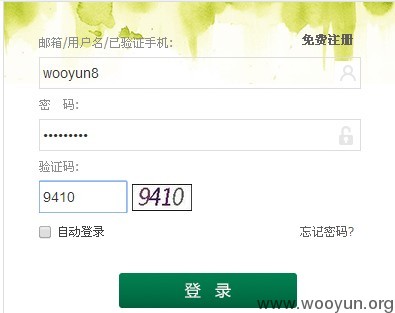 邮箱/用户名/已验证手机: 免费注册
wooyun8
密 码:
•••••••••
验证码:
9410 9410
自动登录 忘记密码?
登 录
www.wooyun.org